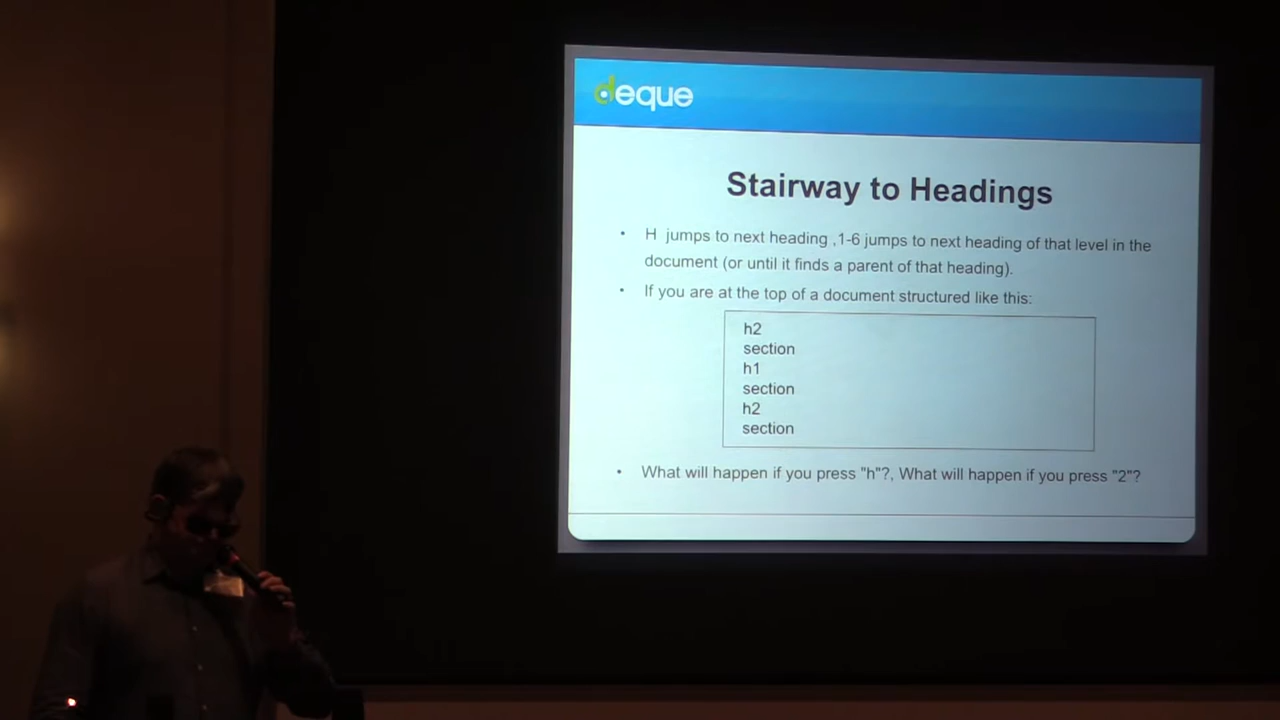 deque
Stairway to Headings
• H jumps to next heading ,1-6 jumps to next heading of that level in the
document (or until it finds a parent of that heading).
• If you are at the top of a document structured like this:
h2
section
h1
section
h2
section
• What will happen if you press "h"?, What will happen if you press "2"?